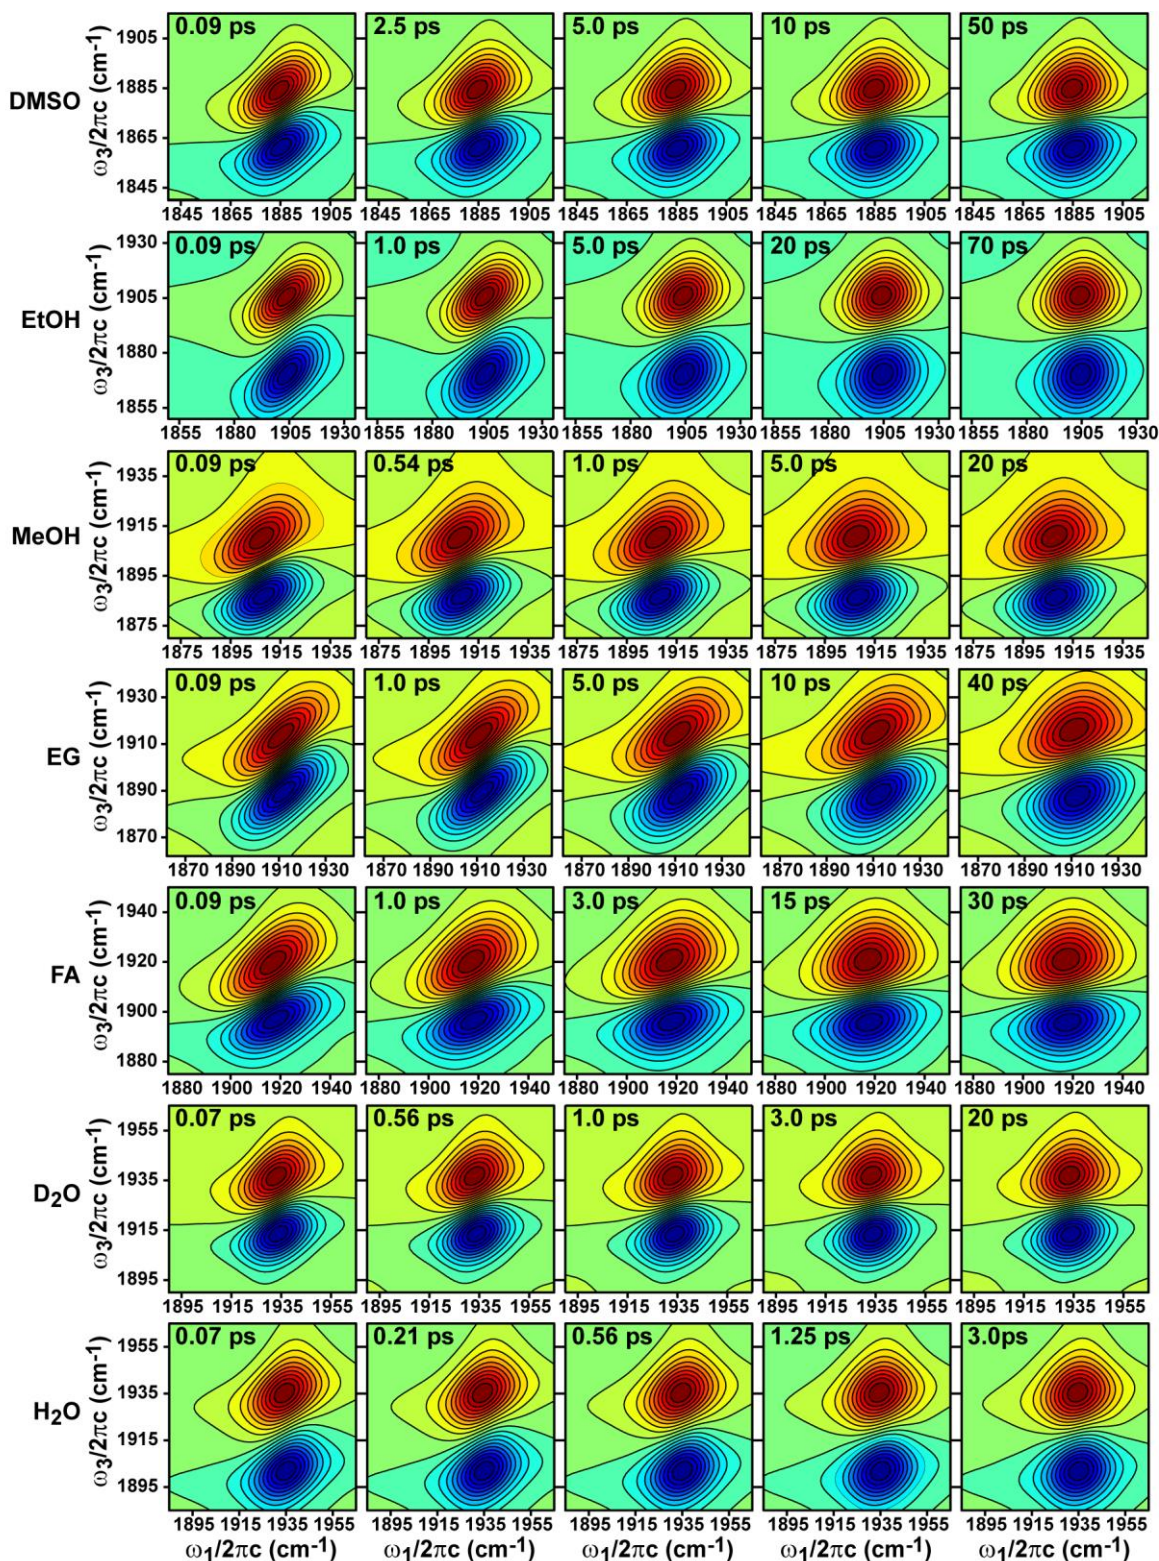 0.09 ps 2.5 ps 5.0 ps 10 ps 50 ps
DMSO
ω3/2πc (cm-1)
1905
1885
1865
1845
1845 1865 1885 1905 1845 1865 1885 1905 1845 1865 1885 1905 1845 1865 1885 1905 1845 1865 1885 1905
0.09 ps 1.0 ps 5.0 ps 20 ps 70 ps
EtOH
ω3/2πc (cm-1)
1930
1905
1880
1855
1855 1880 1905 1930 1855 1880 1905 1930 1855 1880 1905 1930 1855 1880 1905 1930 1855 1880 1905 1930
0.09 ps 0.54 ps 1.0 ps 5.0 ps 20 ps
MeOH
ω3/2πc (cm-1)
1935
1915
1895
1875
1875 1895 1915 1935 1875 1895 1915 1935 1875 1895 1915 1935 1875 1895 1915 1935 1875 1895 1915 1935
0.09 ps 1.0 ps 5.0 ps 10 ps 40 ps
EG
ω3/2πc (cm-1)
1930
1910
1890
1870
1870 1890 1910 1930 1870 1890 1910 1930 1870 1890 1910 1930 1870 1890 1910 1930 1870 1890 1910 1930
0.09 ps 1.0 ps 3.0 ps 15 ps 30 ps
FA
ω3/2πc (cm-1)
1940
1920
1900
1880
1880 1900 1920 1940 1880 1900 1920 1940 1880 1900 1920 1940 1880 1900 1920 1940 1880 1900 1920 1940
0.07 ps 0.56 ps 1.0 ps 3.0 ps 20 ps
D2O
ω3/2πc (cm-1)
1955
1935
1915
1895
1895 1915 1935 1955 1895 1915 1935 1955 1895 1915 1935 1955 1895 1915 1935 1955 1895 1915 1935 1955
0.07 ps 0.21 ps 0.56 ps 1.25 ps 3.0ps
H2O
ω3/2πc (cm-1)
1955
1935
1915
1895
1895 1915 1935 1955 1895 1915 1935 1955 1895 1915 1935 1955 1895 1915 1935 1955 1895 1915 1935 1955
ω1/2πc (cm-1) ω1/2πc (cm-1) ω1/2πc (cm-1) ω1/2πc (cm-1) ω1/2πc (cm-1)